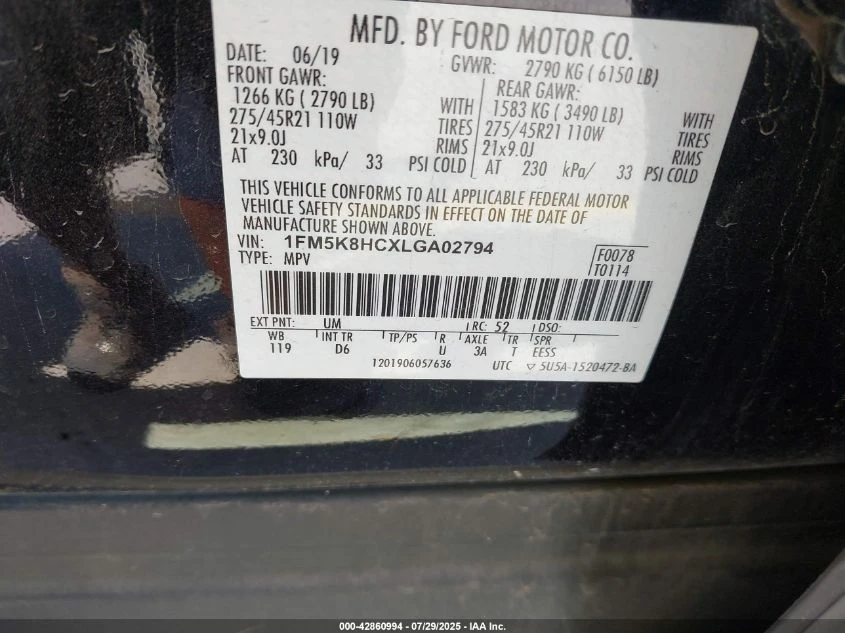 MFD. BY FORD MOTOR CO.
DATE: 06/19
GVWR: 2790 KG ( 6150 LB)
FRONT GAWR:
1266 KG ( 2790 LB)
WITH
275/45R21 110W
TIRES
21x9.0J
RIMS
AT 230 kPa/ 33 PSI COLD
REAR GAWR:
1583 KG ( 3490 LB)
WITH
275/45R21 110W
TIRES
21x9.0J
RIMS
AT 230 kPa/ 33 PSI COLD
THIS VEHICLE CONFORMS TO ALL APPLICABLE FEDERAL MOTOR
VEHICLE SAFETY STANDARDS IN EFFECT ON THE DATE OF
MANUFACTURE SHOWN ABOVE.
VIN: 1FM5K8HCXLGA02794
TYPE: MPV
F0078
T0114
EXT PNT: UM RC: 52 DSO:
WB INT TR TP/PS R AXLE TR SPR
119 D6 U 3A T EESS
1201906057636 UTC ▽ 5U5A-1520472-BA
000-42860994 | 07/29/2025 - IAA Inc.